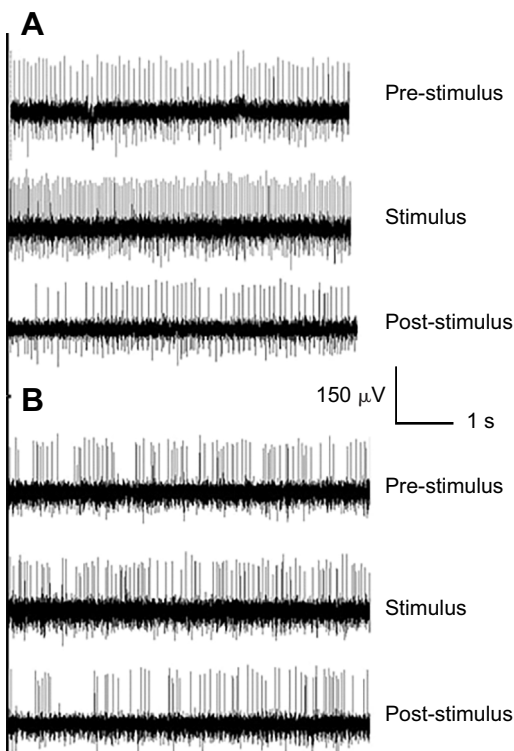 A
Pre-stimulus
Stimulus
Post-stimulus
150 μV
1 s
B
Pre-stimulus
Stimulus
Post-stimulus